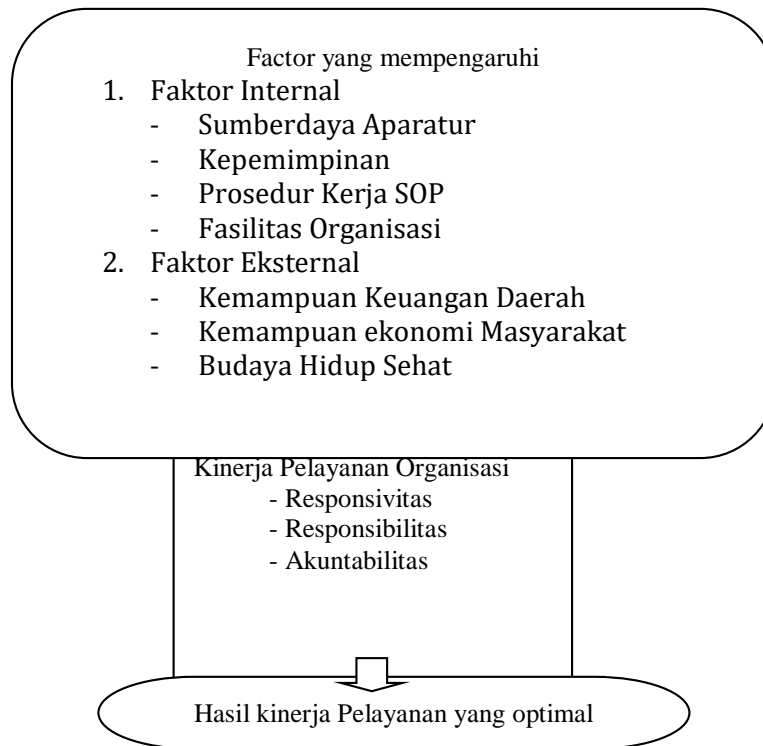 Factor yang mempengaruhi
1. Faktor Internal
- Sumberdaya Aparatur
- Kepemimpinan
- Prosedur Kerja SOP
- Fasilitas Organisasi
2. Faktor Eksternal
- Kemampuan Keuangan Daerah
- Kemampuan ekonomi Masyarakat
- Budaya Hidup Sehat
Kinerja Pelayanan Organisasi
- Responsivitas
- Responsibilitas
- Akuntabilitas
Hasil kinerja Pelayanan yang optimal